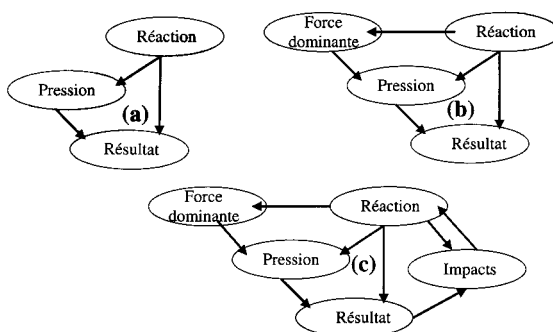 Réaction
Pression
(a)
Résultat
Force
dominante
Réaction
Pression
(b)
Résultat
Force
dominante
Réaction
Pression
(c)
Impacts
Résultat